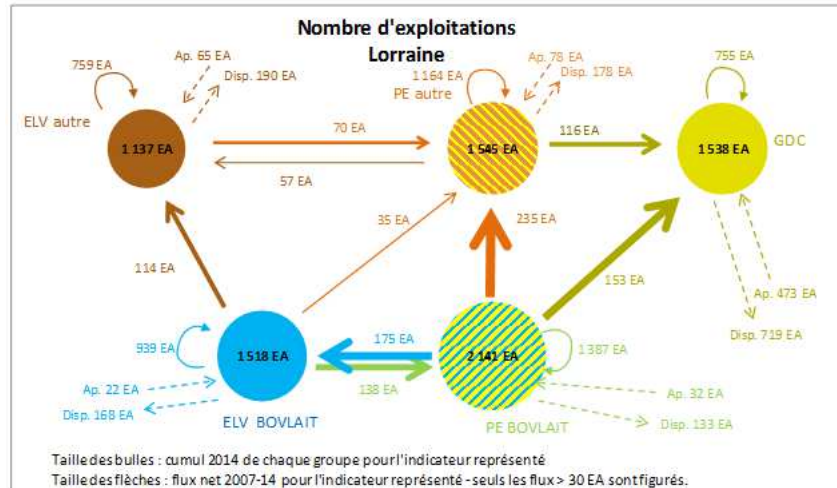 Nombre d'exploitations
Lorraine
759 EA
Ap. 65 EA
Disp. 190 EA
ELV autre
1 137 EA
1 164 EA
PE autre
Ap. 78 EA
Disp. 178 EA
1 545 EA
755 EA
1 538 EA
GDC
70 EA
57 EA
116 EA
35 EA
235 EA
114 EA
153 EA
Ap. 473 EA
Disp. 719 EA
939 EA
1 518 EA
175 EA
138 EA
2 141 EA
1 387 EA
Ap. 22 EA
Disp. 168 EA
ELV BOVLAIT
Ap. 32 EA
Disp. 133 EA
PE BOVLAIT
Taille des bulles : cumul 2014 de chaque groupe pour l'indicateur représenté
Taille des flèches : flux net 2007-14 pour l'indicateur représenté - seuls les flux > 30 EA sont figurés.